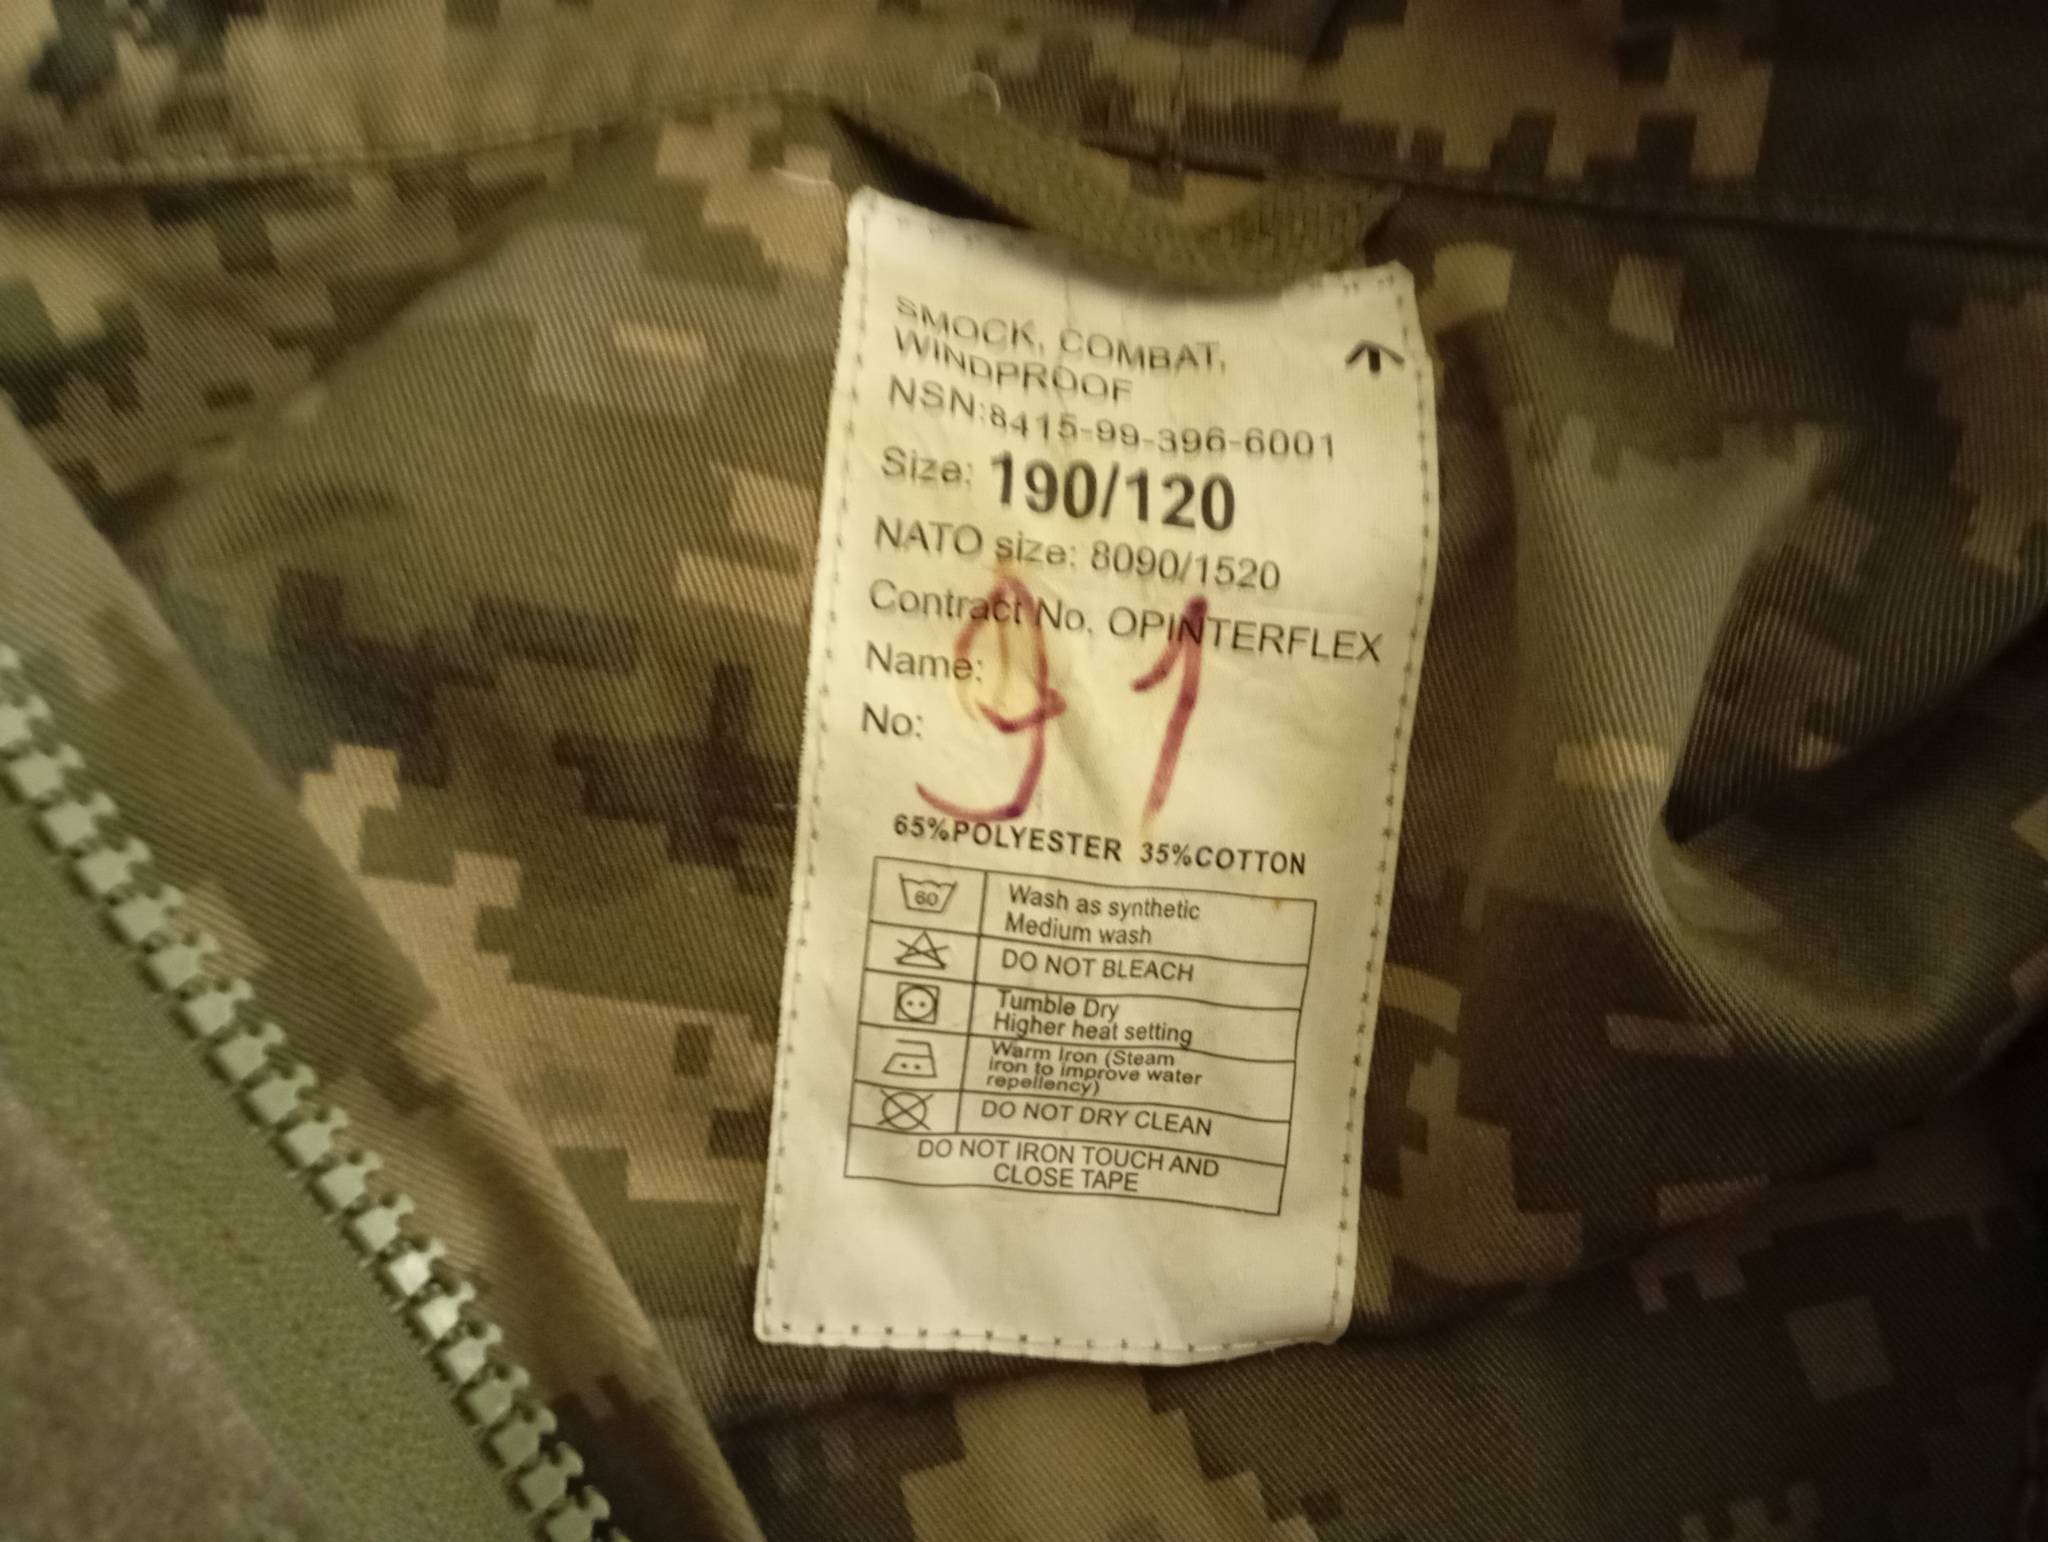 SMOCK, COMBAT,
WINDPROOF
NSN:8415-99-396-6001
Size: 190/120
NATO size: 8090/1520
Contract No. OPINTERFLEX
Name:
No:
91
65%POLYESTER 35%COTTON
60
Wash as synthetic
Medium wash
DO NOT BLEACH
Tumble Dry
Higher heat setting
Warm Iron (Steam
iron to improve water
repellency)
DO NOT DRY CLEAN
DO NOT IRON TOUCH AND
CLOSE TAPE